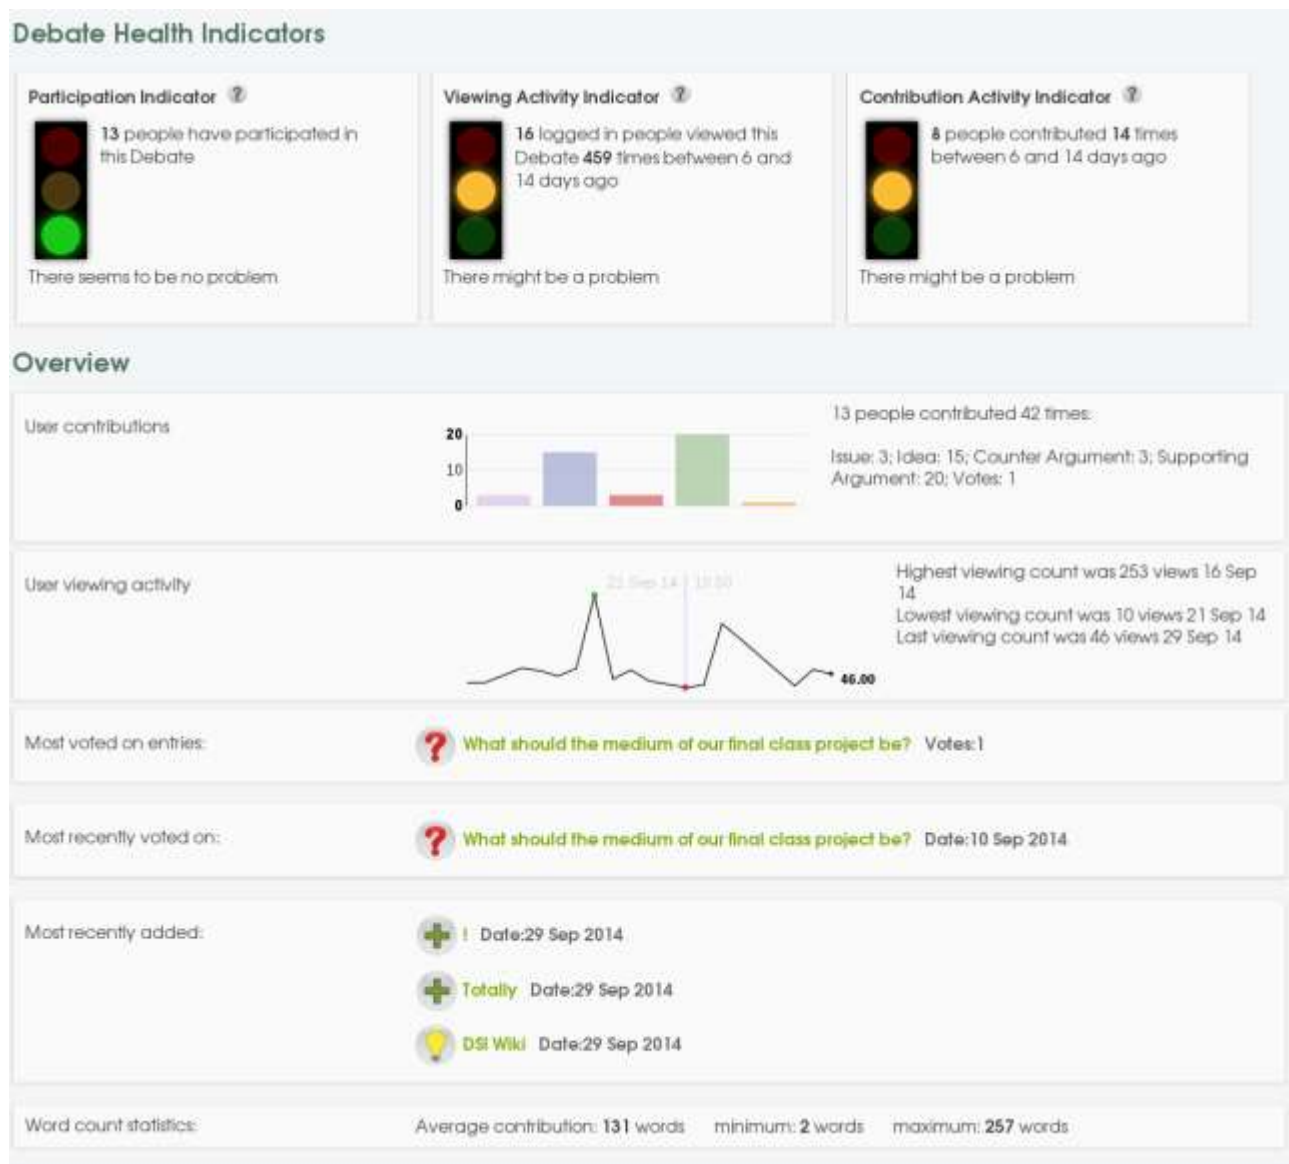 Debate Health Indicators
Participation Indicator ?
13 people have participated in
this Debate
There seems to be no problem
Viewing Activity Indicator ?
16 logged in people viewed this
Debate 459 times between 6 and
14 days ago
There might be a problem
Contribution Activity Indicator ?
8 people contributed 14 times
between 6 and 14 days ago
There might be a problem
Overview
User contributions
20
10
0
13 people contributed 42 times:
Issue: 3; Idea: 15; Counter Argument: 3; Supporting
Argument: 20; Votes: 1
User viewing activity
21 Sep 14 10.00
46.00
Highest viewing count was 253 views 16 Sep
14
Lowest viewing count was 10 views 21 Sep 14
Last viewing count was 46 views 29 Sep 14
Most voted on entries:
? What should the medium of our final class project be? Votes:1
Most recently voted on:
? What should the medium of our final class project be? Date:10 Sep 2014
Most recently added:
! Date:29 Sep 2014
Totally Date:29 Sep 2014
DSI Wiki Date:29 Sep 2014
Word count statistics:
Average contribution: 131 words minimum: 2 words maximum: 257 words